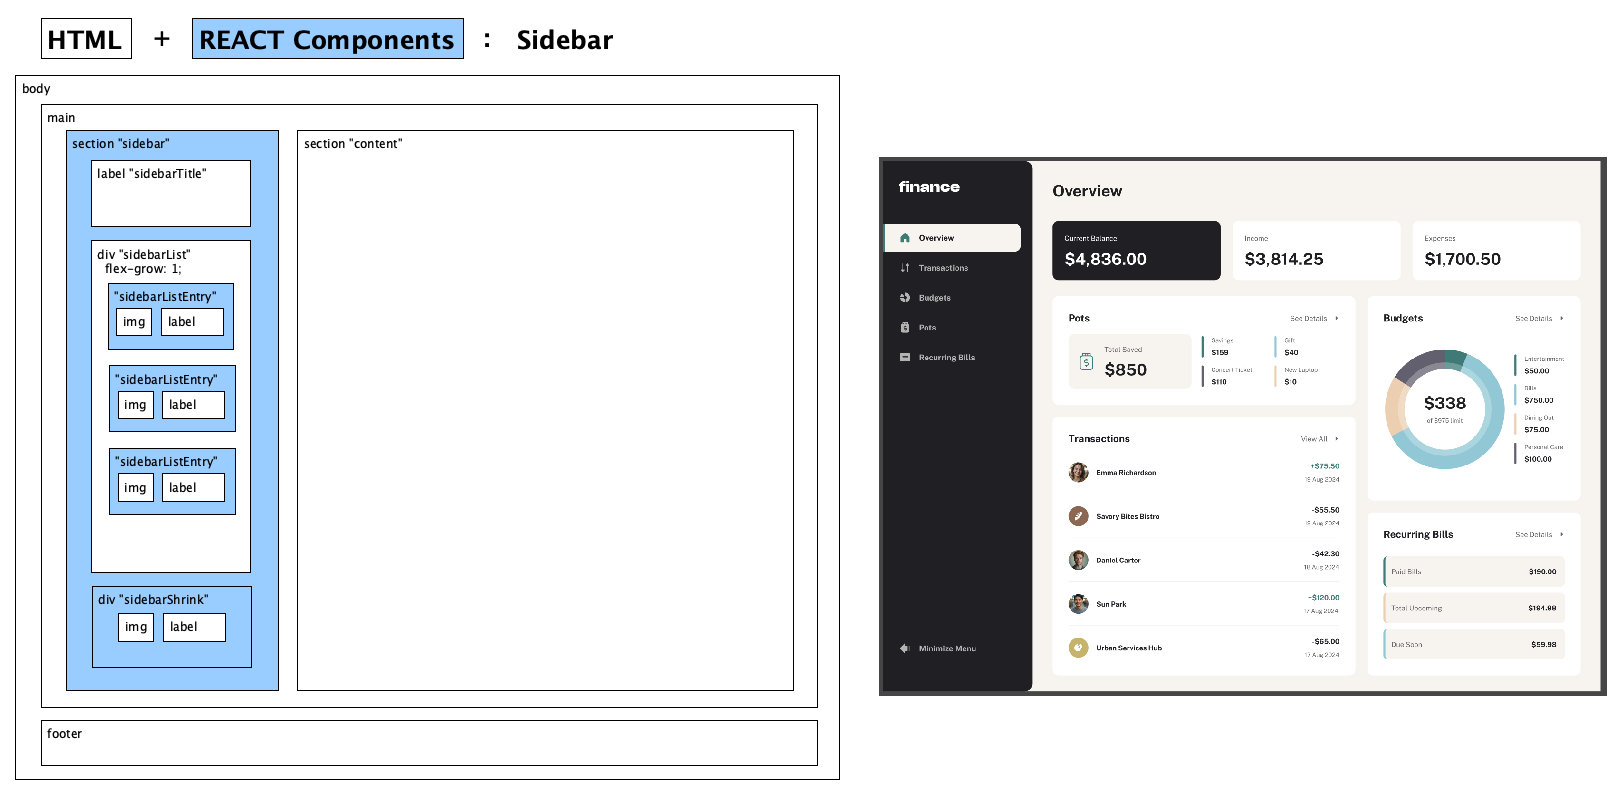 HTML + REACT Components : Sidebar
body
main
section "sidebar"
label "sidebarTitle"
div "sidebarList"
flex-grow: 1;
"sidebarListEntry"
img label
"sidebarListEntry"
img label
"sidebarListEntry"
img label
div "sidebarShrink"
img label
section "content"
footer
finance
Overview
Transactions
Budgets
Pots
Recurring Bills
Minimize Menu
Overview
Current Balance
$4,836.00
Income
$3,814.25
Expenses
$1,700.50
Pots
See Details
Total Saved
$850
Savings
$159
Gift
$40
Concert Ticket
$110
New Laptop
$10
Transactions
View All
Emma Richardson
+$75.50
19 Aug 2024
Savory Bites Bistro
-$55.50
19 Aug 2024
Daniel Carter
-$42.30
18 Aug 2024
Sun Park
+$120.00
17 Aug 2024
Urban Services Hub
-$65.00
17 Aug 2024
Budgets
See Details
$338
of $975 limit
Entertainment
$50.00
Bills
$750.00
Dining Out
$75.00
Personal Care
$100.00
Recurring Bills
See Details
Paid Bills
$190.00
Total Upcoming
$194.98
Due Soon
$59.98